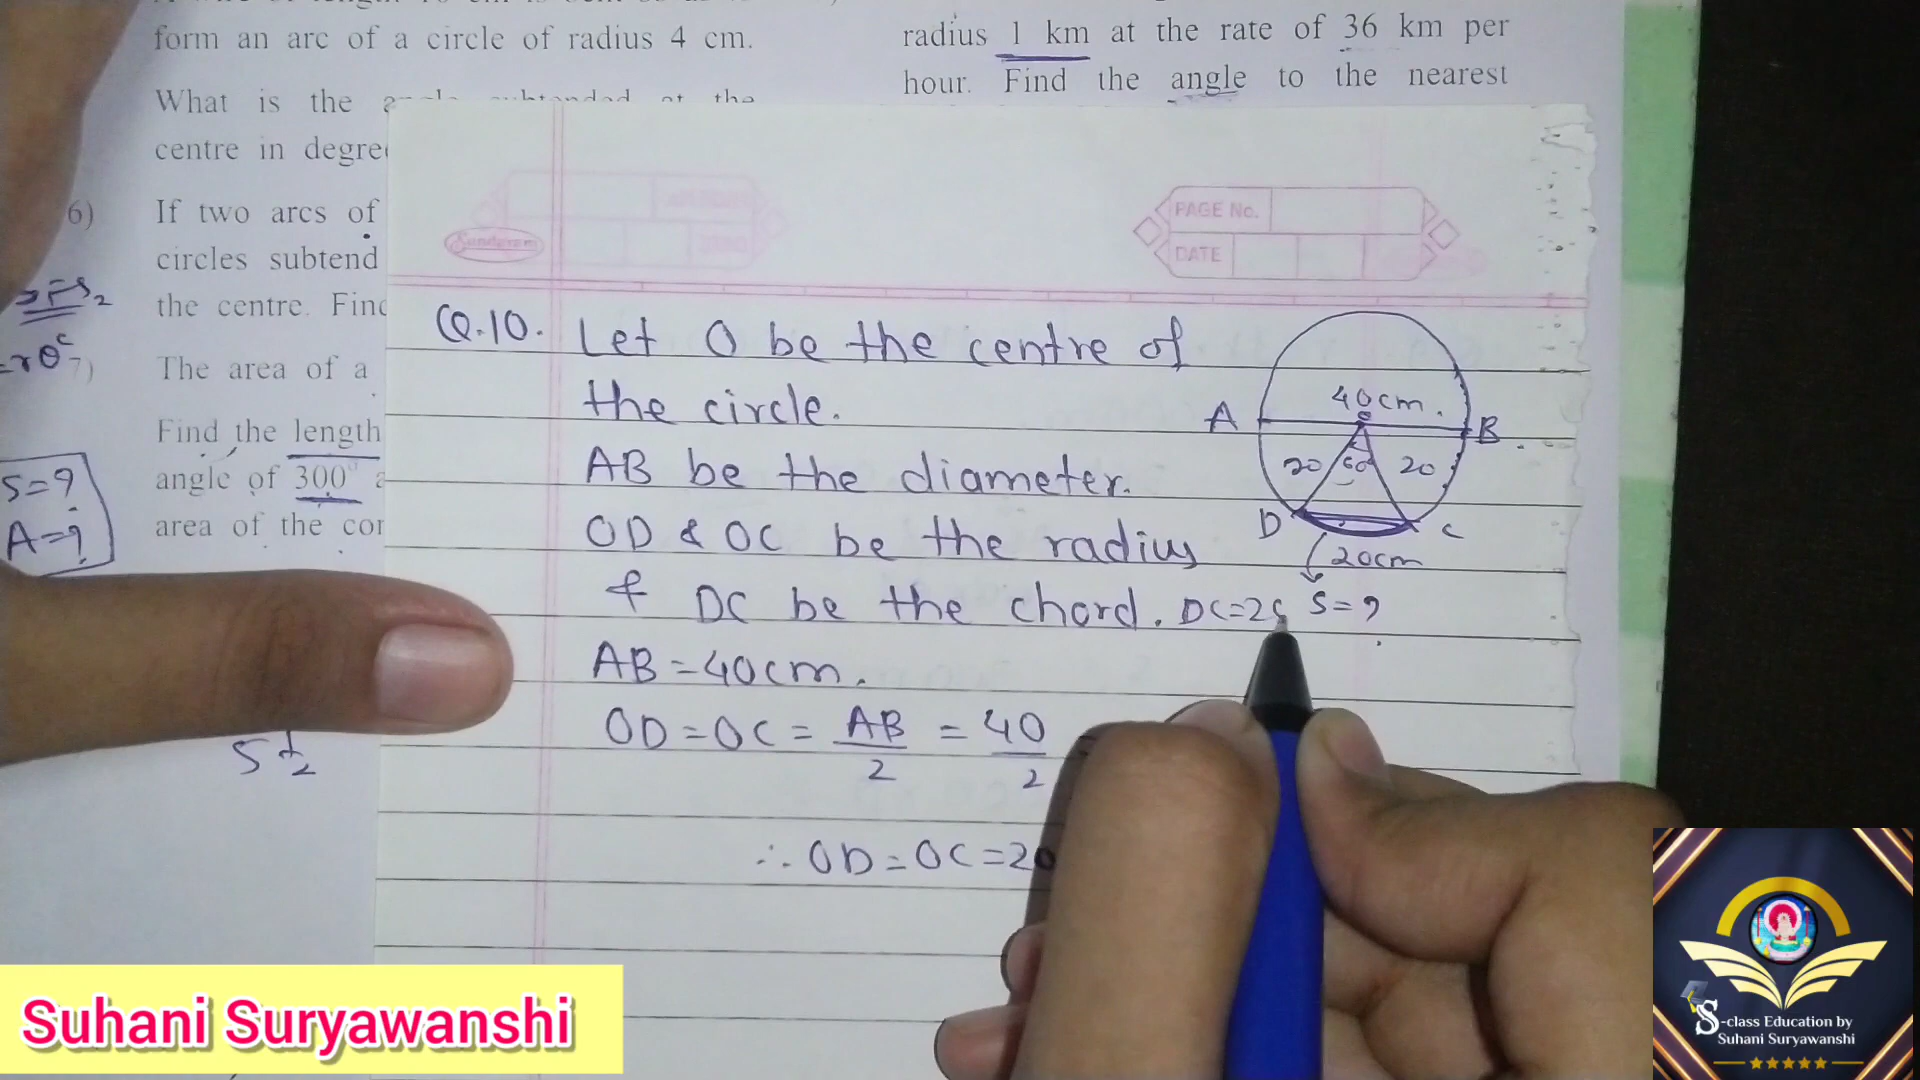 form an arc of a circle of radius 4 cm.
What is the
centre in degre
6) If two arcs of
circles subtend
the centre. Find
= rθᶜ
7) The area of a
Find the length
angle of 300°
area of the cor
S=?
A=?
radius 1 km at the rate of 36 km per
hour. Find the angle to the nearest
Sundaram
PAGE No.
DATE
Q.10. Let O be the centre of
the circle.
AB be the diameter.
OD & OC be the radius
& DC be the chord. DC=2
AB=40cm.
OD=OC= AB/2 = 40/2 =
∴ OD=OC=20
A
40cm.
O
B
20
60°
20
D
C
20cm
S=?
Suhani Suryawanshi
S-class Education by
Suhani Suryawanshi